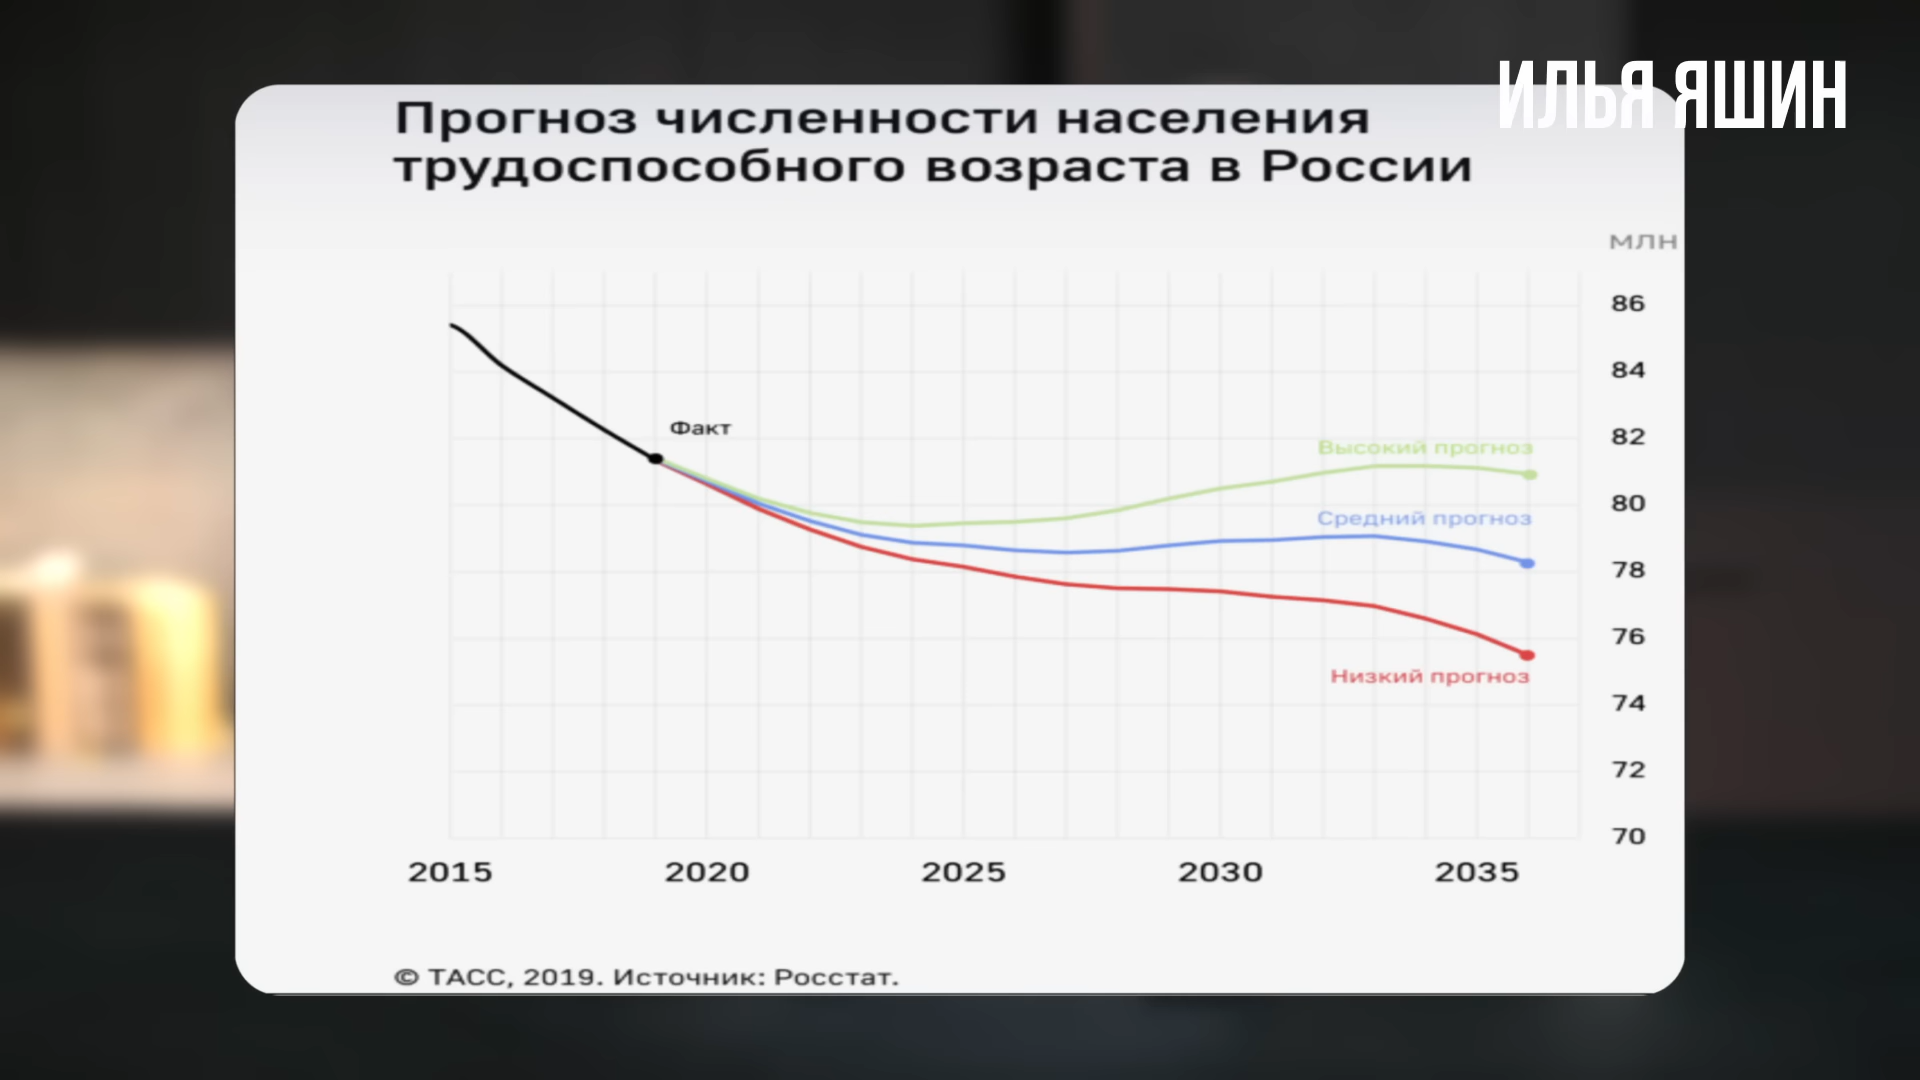 ИЛЬЯ ЯШИН
Прогноз численности населения
трудоспособного возраста в России
млн
86
84
Факт
82
Высокий прогноз
80
Средний прогноз
78
76
Низкий прогноз
74
72
70
2015 2020 2025 2030 2035
© ТАСС, 2019. Источник: Росстат.